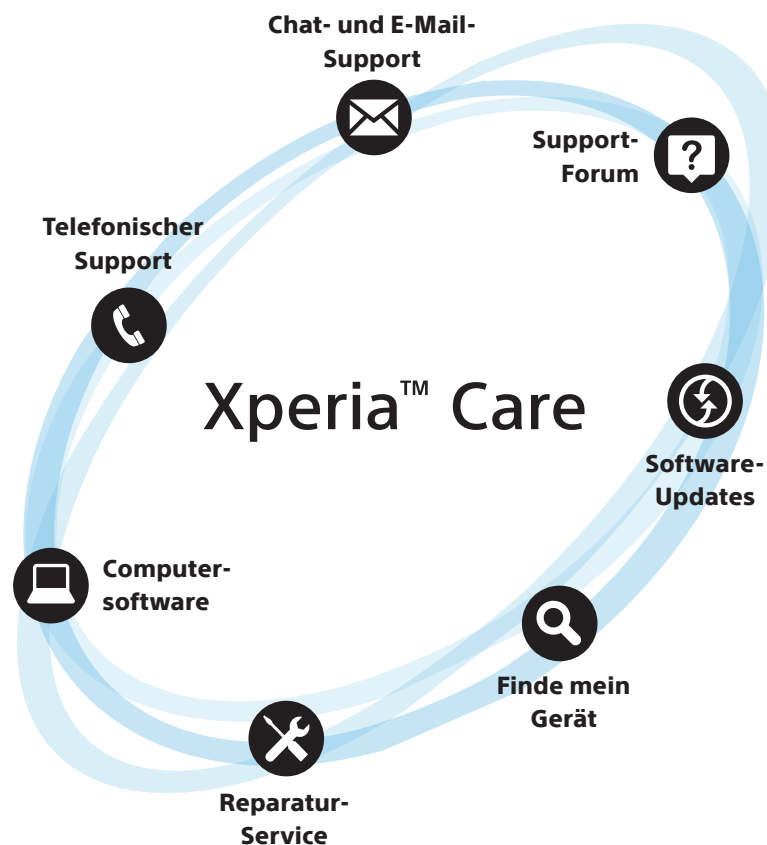 Chat- und E-Mail-
Support
Support-
Forum
Telefonischer
Support
Xperia™ Care
Software-
Updates
Computer-
software
Finde mein
Gerät
Reparatur-
Service